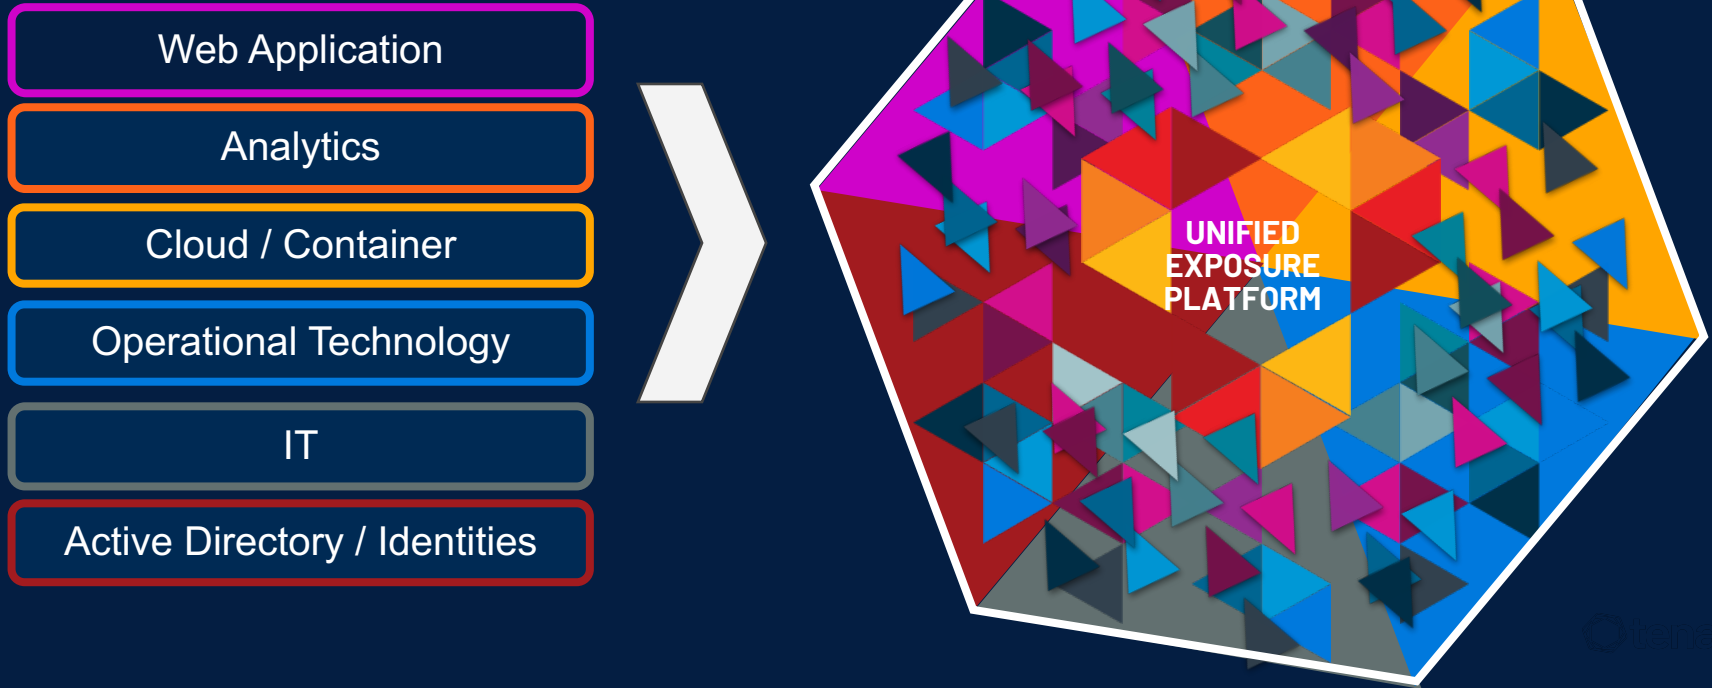 Web Application
Analytics
Cloud / Container
Operational Technology
IT
Active Directory / Identities
UNIFIED
EXPOSURE
PLATFORM